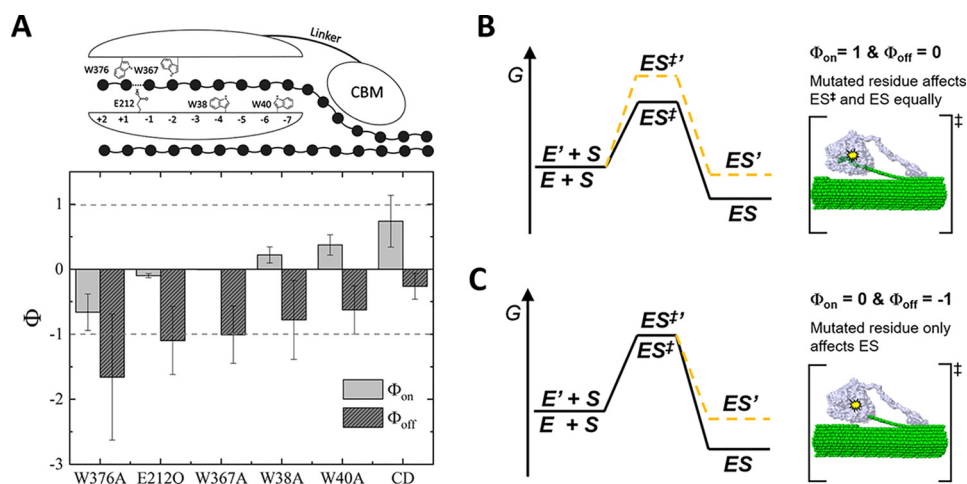 A
Linker
W376
W367
CBM
E212
W38
W40
+2 +1 -1 -2 -3 -4 -5 -6 -7
1
0
-1
-2
-3
Φ
Φon
Φoff
W376A E212Q W367A W38A W40A CD
B
G
ES‡'
ES‡
E' + S
E + S
ES'
ES
Φon = 1 & Φoff = 0
Mutated residue affects
ES‡ and ES equally
‡
C
G
ES‡'
ES‡
E' + S
E + S
ES'
ES
Φon = 0 & Φoff = -1
Mutated residue only
affects ES
‡